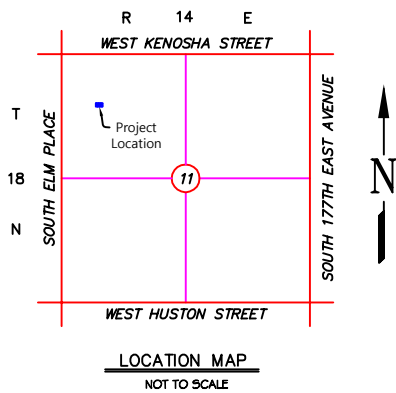 R 14 E
WEST KENOSHA STREET
T
18
N
SOUTH ELM PLACE
Project
Location
11
SOUTH 177TH EAST AVENUE
N
WEST HUSTON STREET
LOCATION MAP
NOT TO SCALE